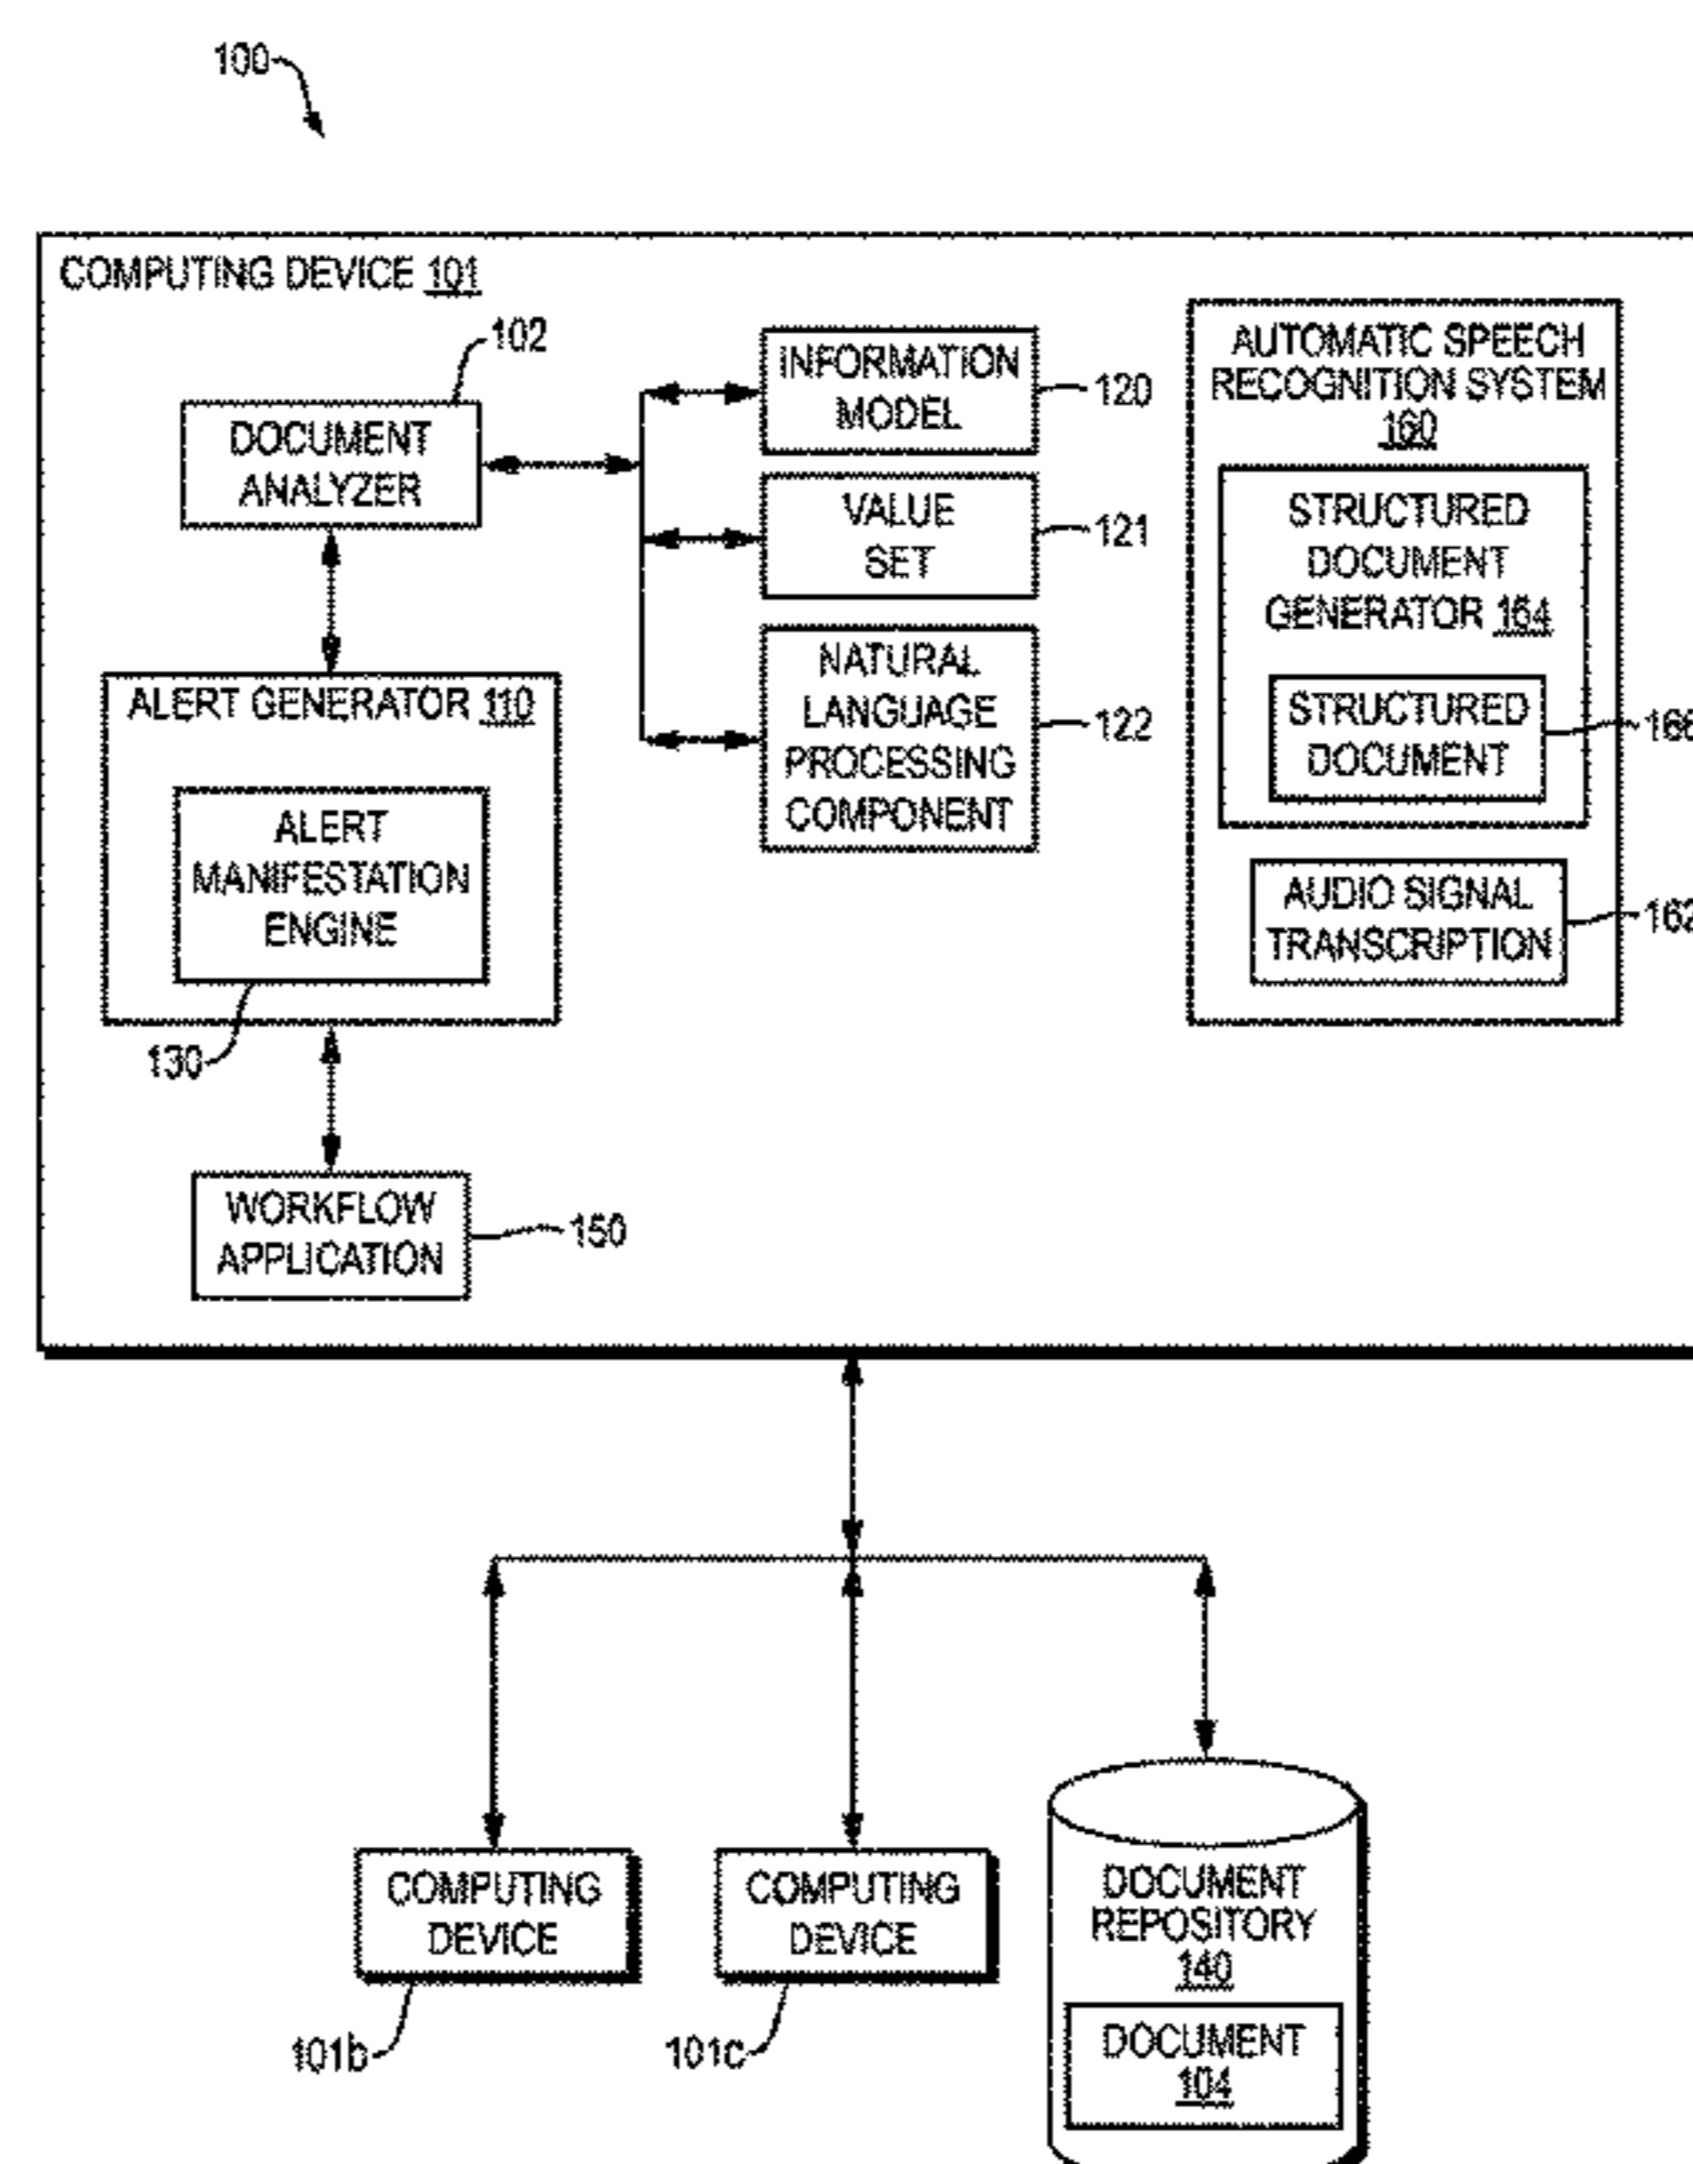 100
COMPUTING DEVICE 101
102
DOCUMENT
ANALYZER
INFORMATION
MODEL
120
VALUE
SET
121
NATURAL
LANGUAGE
PROCESSING
COMPONENT
122
ALERT GENERATOR 110
ALERT
MANIFESTATION
ENGINE
130
WORKFLOW
APPLICATION
150
AUTOMATIC SPEECH
RECOGNITION SYSTEM
160
STRUCTURED
DOCUMENT
GENERATOR 164
STRUCTURED
DOCUMENT
AUDIO SIGNAL
TRANSCRIPTION
162
COMPUTING
DEVICE
101b
COMPUTING
DEVICE
101c
DOCUMENT
REPOSITORY
140
DOCUMENT
104